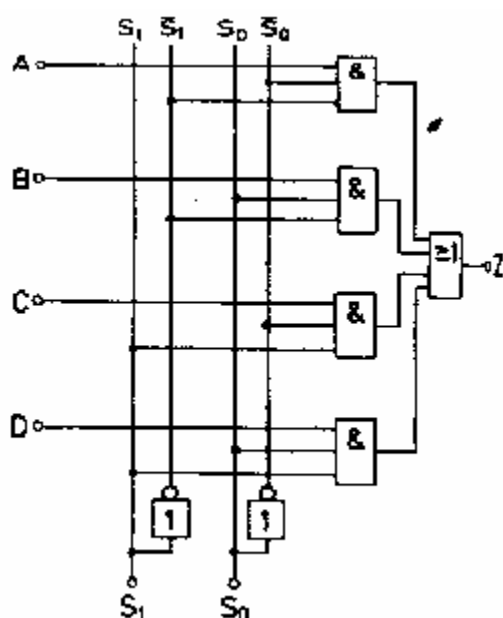 S₁ S̅₁ S₀ S̅₀
A &
B &
≥1 Z
C &
D &
1 1
S₁ S₀